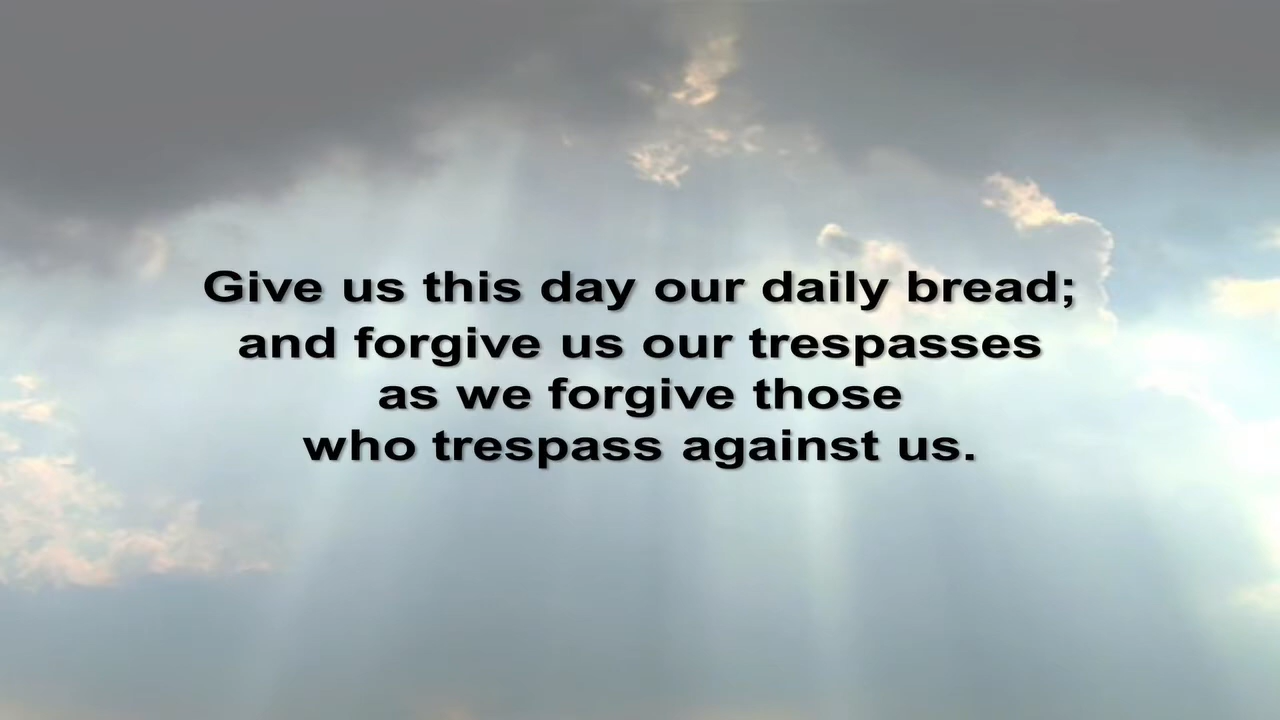 Give us this day our daily bread;
and forgive us our trespasses
as we forgive those
who trespass against us.